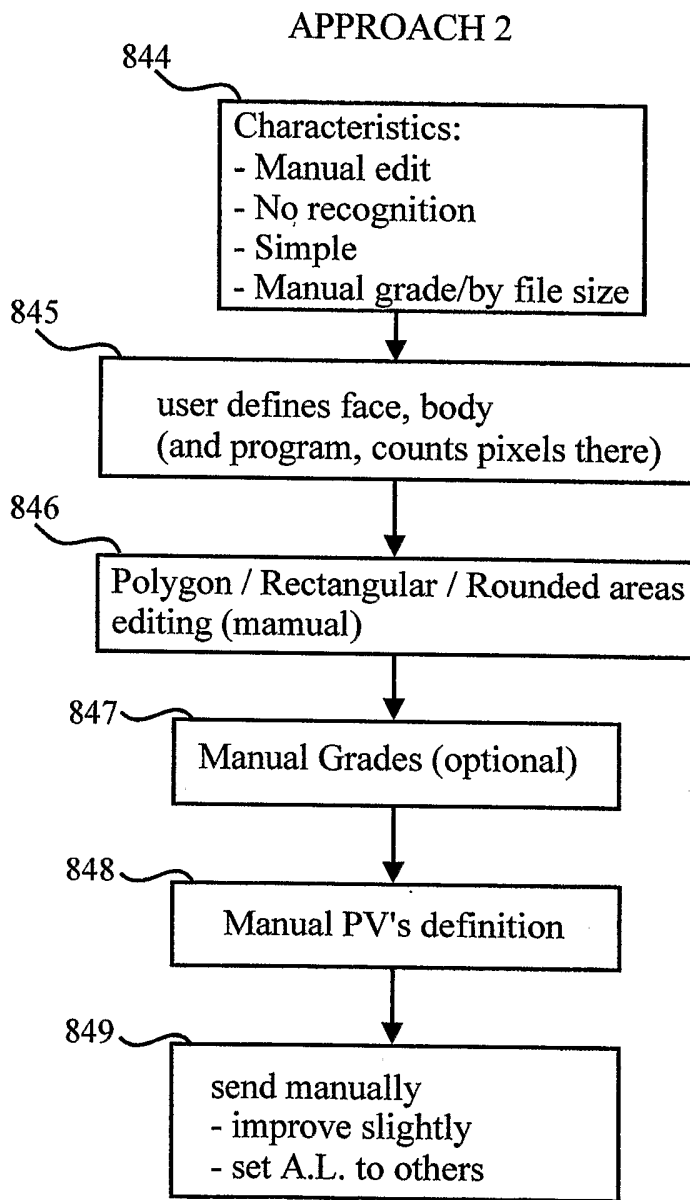 APPROACH 2
844
Characteristics:
- Manual edit
- No recognition
- Simple
- Manual grade/by file size
845
user defines face, body
(and program, counts pixels there)
846
Polygon / Rectangular / Rounded areas
editing (mamual)
847
Manual Grades (optional)
848
Manual PV's definition
849
send manually
- improve slightly
- set A.L. to others